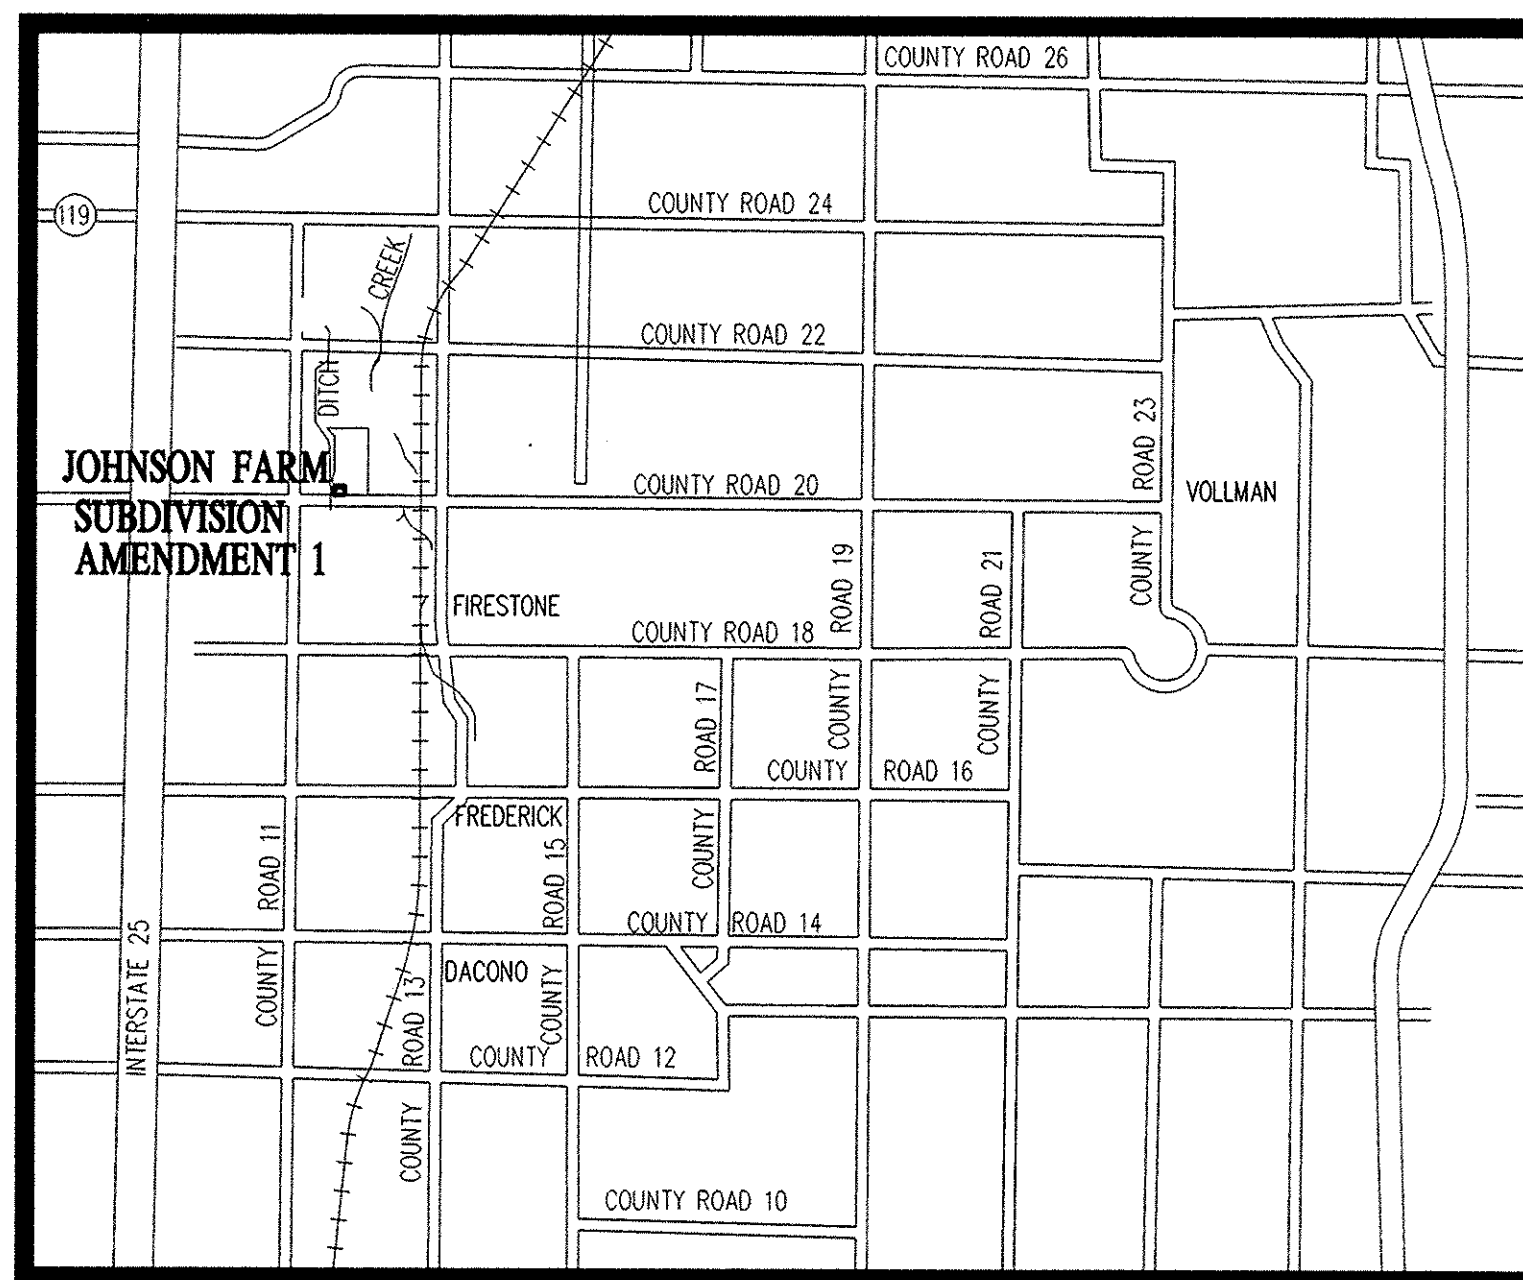 COUNTY ROAD 26
COUNTY ROAD 24
119
CREEK
COUNTY ROAD 22
DITCH
COUNTY ROAD 23
JOHNSON FARM
SUBDIVISION
AMENDMENT 1
COUNTY ROAD 20
VOLLMAN
COUNTY ROAD 19
COUNTY ROAD 21
FIRESTONE
COUNTY ROAD 18
COUNTY ROAD 17
COUNTY ROAD 16
FREDERICK
COUNTY ROAD 11
COUNTY ROAD 15
COUNTY ROAD 14
INTERSTATE 25
DACONO
COUNTY ROAD 13
COUNTY ROAD 12
COUNTY ROAD 10